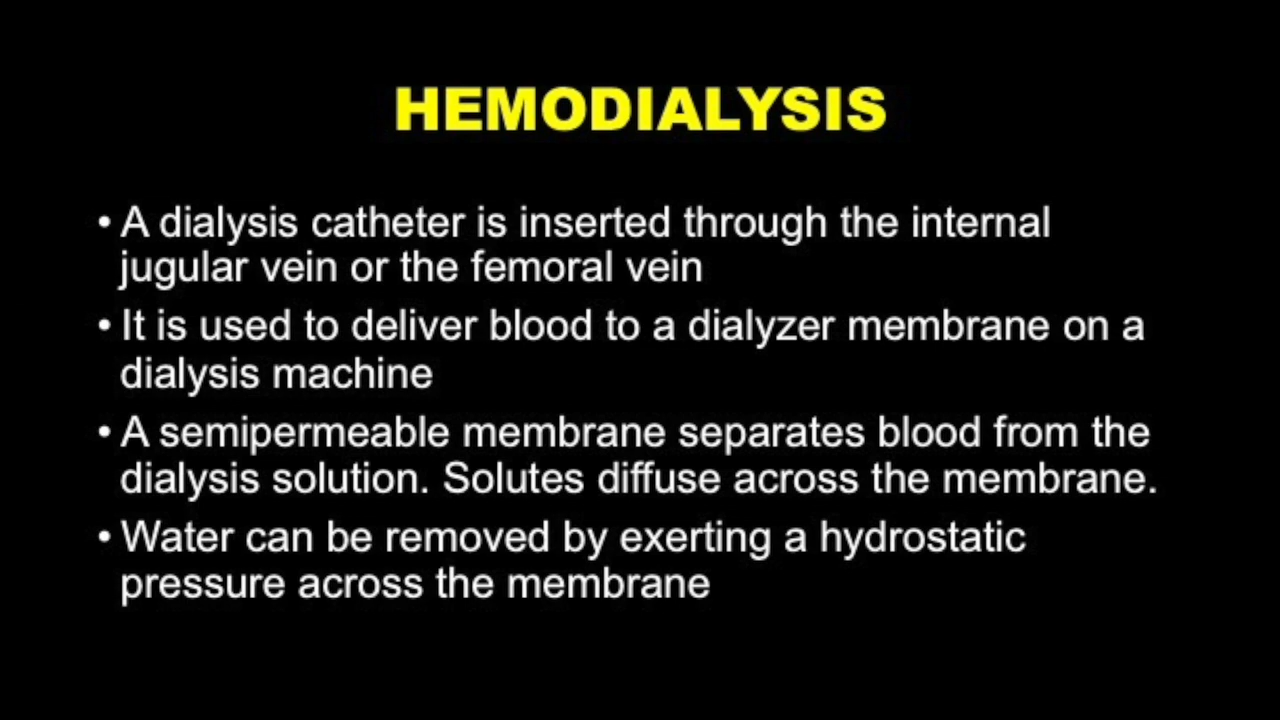 HEMODIALYSIS
• A dialysis catheter is inserted through the internal
jugular vein or the femoral vein
• It is used to deliver blood to a dialyzer membrane on a
dialysis machine
• A semipermeable membrane separates blood from the
dialysis solution. Solutes diffuse across the membrane.
• Water can be removed by exerting a hydrostatic
pressure across the membrane